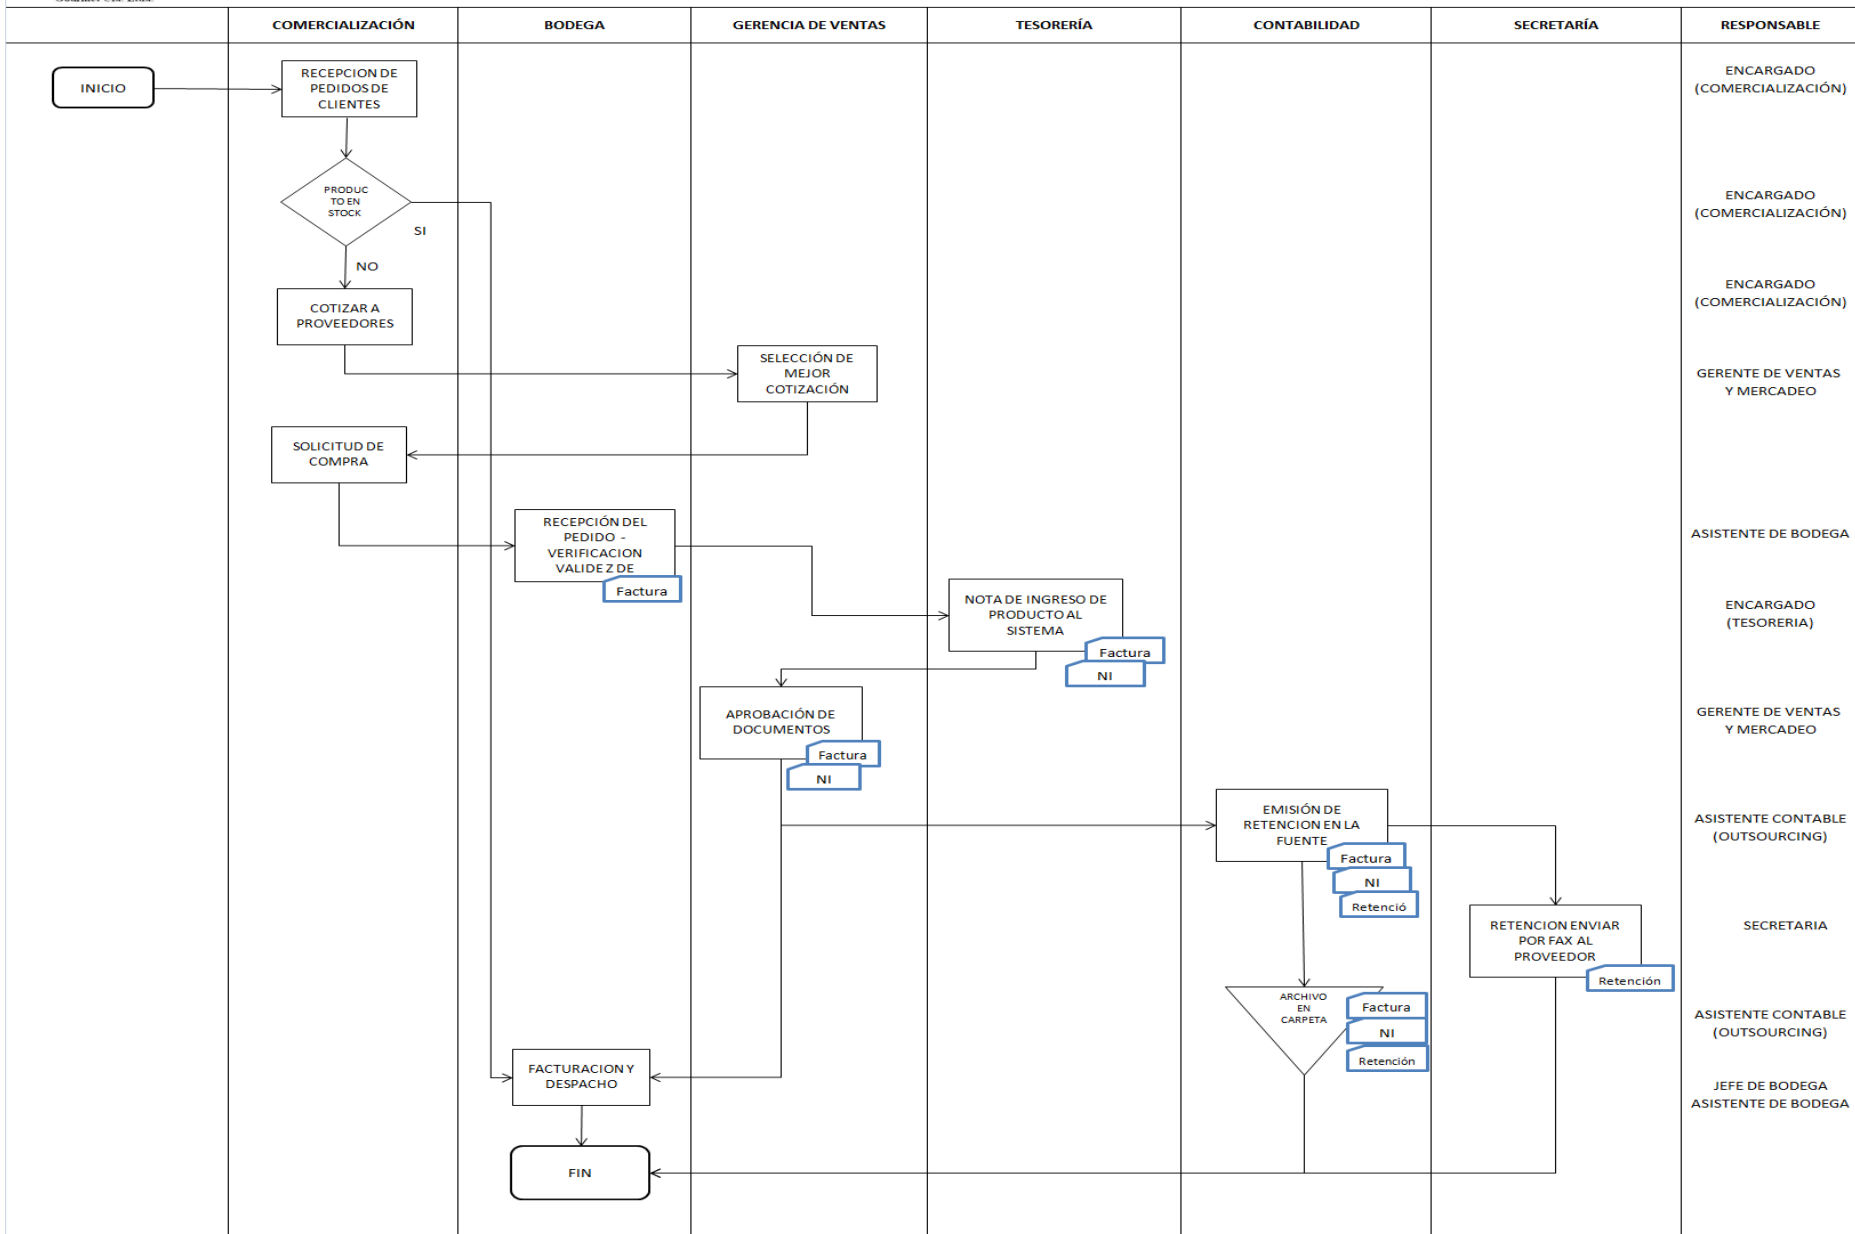 COMERCIALIZACIÓN
BODEGA
GERENCIA DE VENTAS
TESORERÍA
CONTABILIDAD
SECRETARÍA
RESPONSABLE
INICIO
RECEPCION DE
PEDIDOS DE
CLIENTES
ENCARGADO
(COMERCIALIZACIÓN)
PRODUC
TO EN
STOCK
SI
NO
ENCARGADO
(COMERCIALIZACIÓN)
COTIZAR A
PROVEEDORES
ENCARGADO
(COMERCIALIZACIÓN)
SELECCIÓN DE
MEJOR
COTIZACIÓN
GERENTE DE VENTAS
Y MERCADEO
SOLICITUD DE
COMPRA
RECEPCIÓN DEL
PEDIDO -
VERIFICACION
VALIDEZ DE
Factura
ASISTENTE DE BODEGA
NOTA DE INGRESO DE
PRODUCTO AL
SISTEMA
Factura
NI
ENCARGADO
(TESORERIA)
APROBACIÓN DE
DOCUMENTOS
Factura
NI
GERENTE DE VENTAS
Y MERCADEO
EMISIÓN DE
RETENCION EN LA
FUENTE
Factura
NI
Retenció
ASISTENTE CONTABLE
(OUTSOURCING)
RETENCION ENVIAR
POR FAX AL
PROVEEDOR
Retención
SECRETARIA
ARCHIVO
EN
CARPETA
Factura
NI
Retención
ASISTENTE CONTABLE
(OUTSOURCING)
FACTURACION Y
DESPACHO
JEFE DE BODEGA
ASISTENTE DE BODEGA
FIN